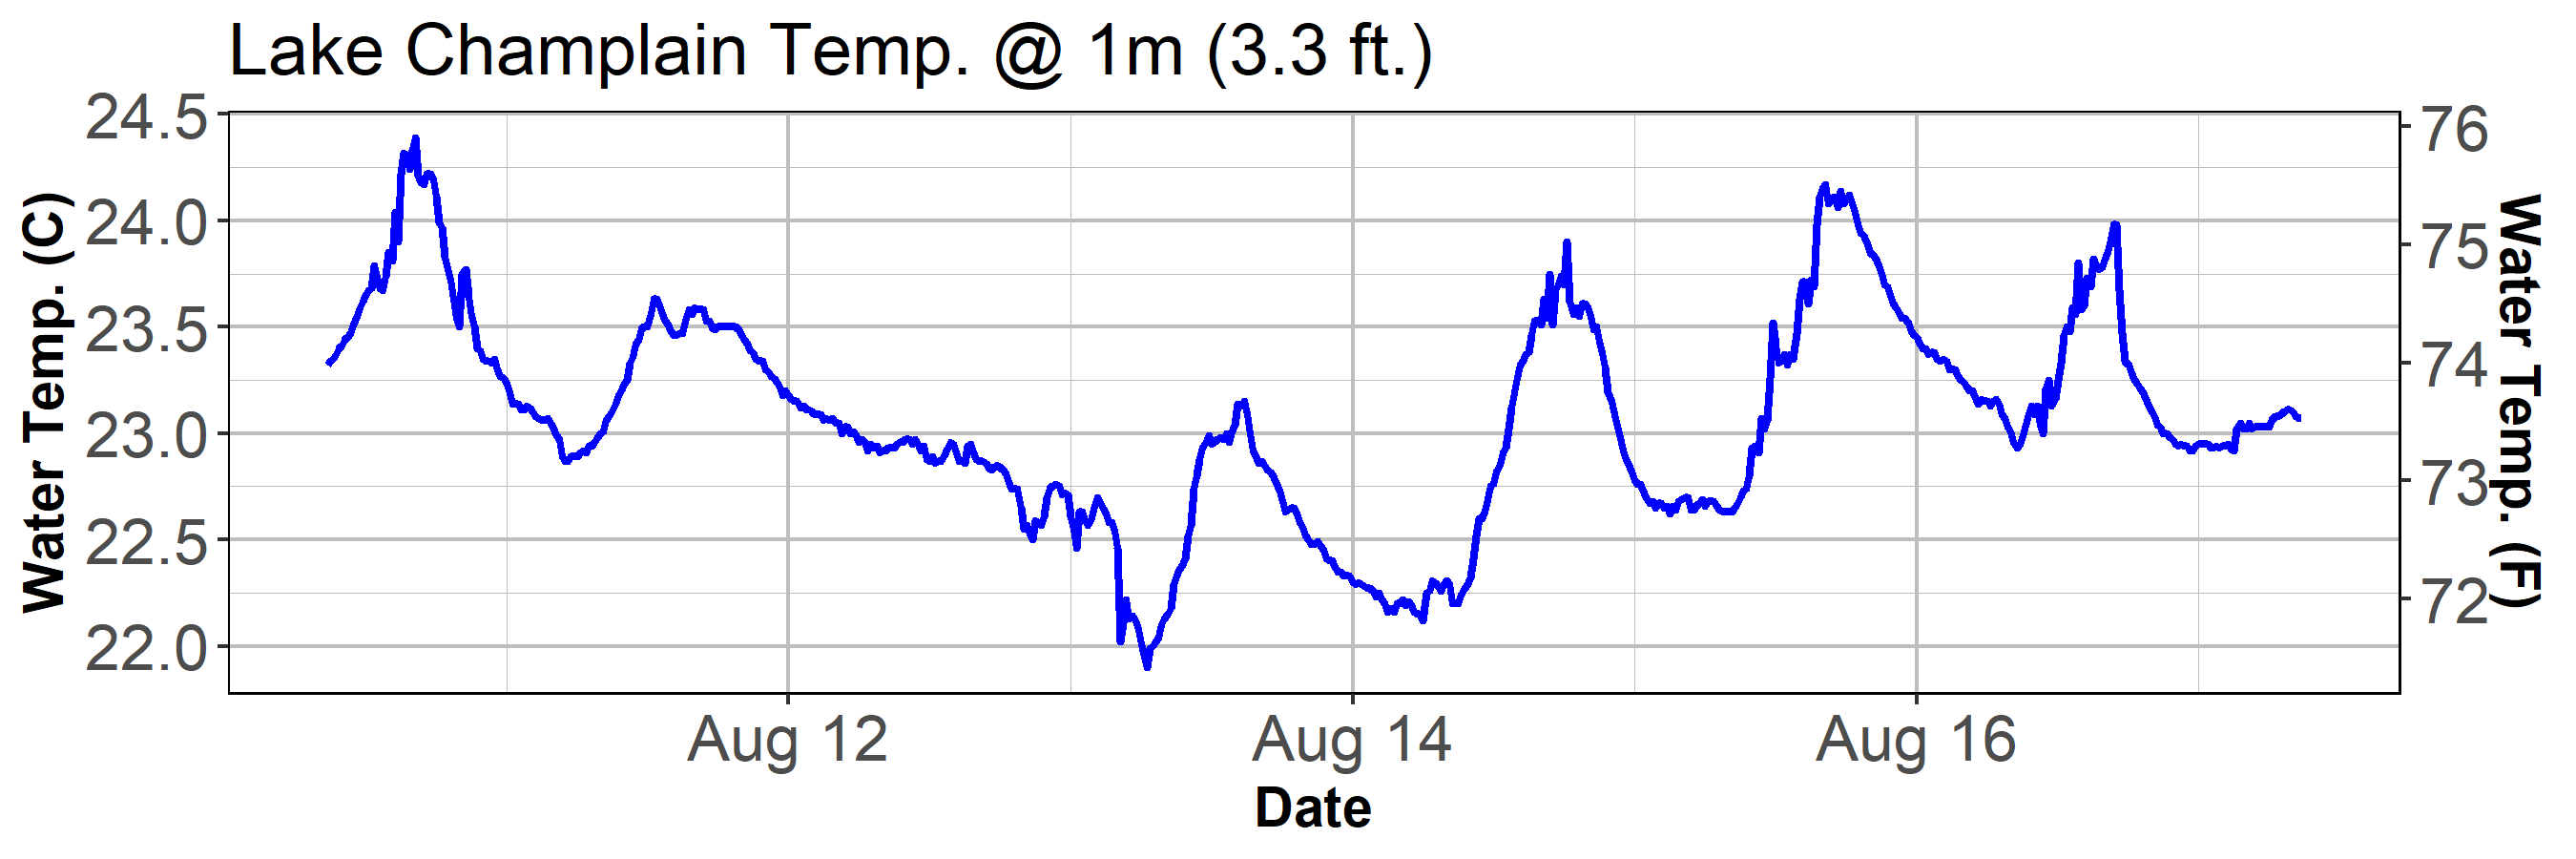 Lake Champlain Temp. @ 1m (3.3 ft.)
Water Temp. (C)
24.5
24.0
23.5
23.0
22.5
22.0
76
75
74
73
72
Water Temp. (F)
Aug 12 Aug 14 Aug 16
Date